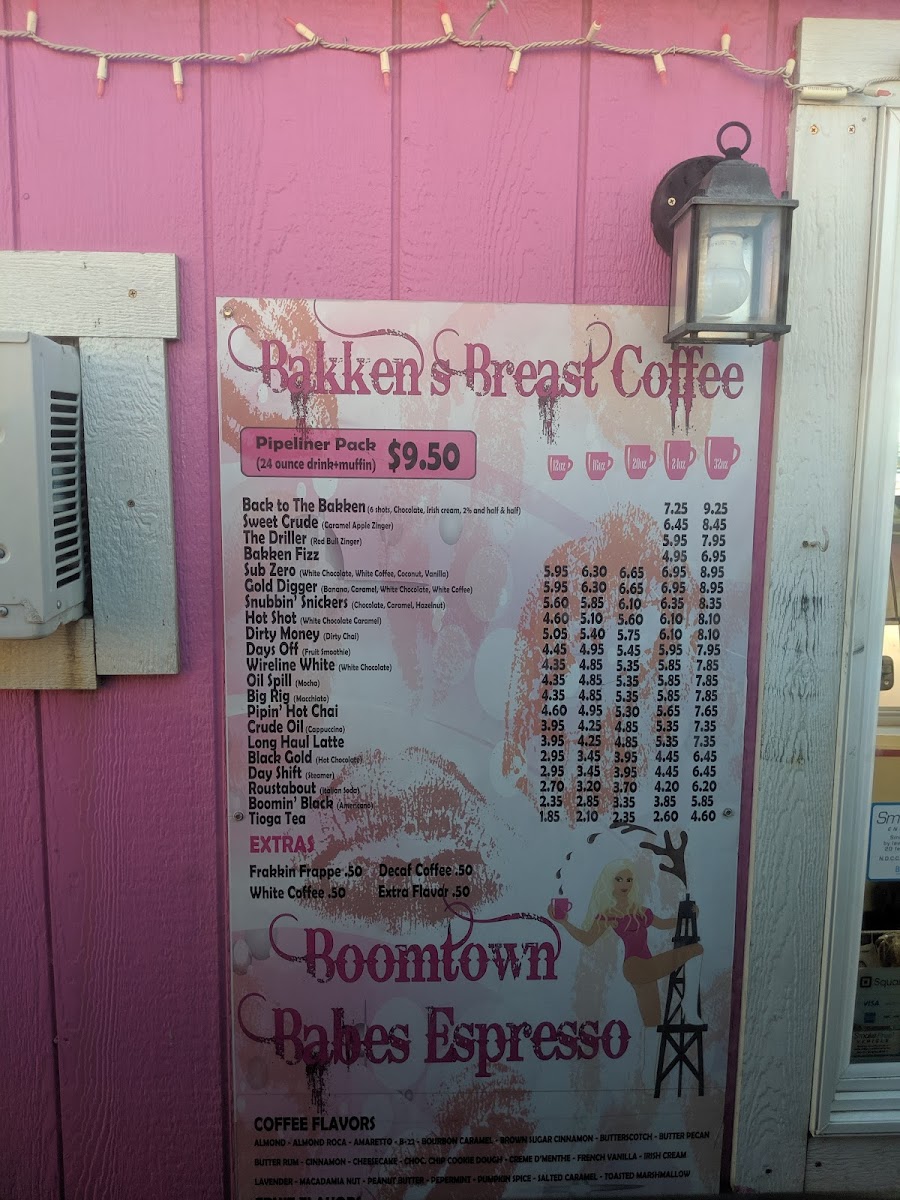 Bakken's Breast Coffee
Pipeliner Pack
(24 ounce drink+muffin) $9.50
12oz 16oz 20oz 24oz 32oz
Back to The Bakken (6 shots, Chocolate, Irish cream, 2% and half & half) 7.25 9.25
Sweet Crude (Caramel Apple Zinger) 6.45 8.45
The Driller (Red Bull Zinger) 5.95 7.95
Bakken Fizz 4.95 6.95
Sub Zero (White Chocolate, White Coffee, Coconut, Vanilla) 5.95 6.30 6.65 6.95 8.95
Gold Digger (Banana, Caramel, White Chocolate, White Coffee) 5.95 6.30 6.65 6.95 8.95
Snubbin' Snickers (Chocolate, Caramel, Hazelnut) 5.60 5.85 6.10 6.35 8.35
Hot Shot (White Chocolate Caramel) 4.60 5.10 5.60 6.10 8.10
Dirty Money (Dirty Chai) 5.05 5.40 5.75 6.10 8.10
Days Off (Fruit Smoothie) 4.45 4.95 5.45 5.95 7.95
Wireline White (White Chocolate) 4.35 4.85 5.35 5.85 7.85
Oil Spill (Mocha) 4.35 4.85 5.35 5.85 7.85
Big Rig (Macchiato) 4.35 4.85 5.35 5.85 7.85
Pipin' Hot Chai 4.60 4.95 5.30 5.65 7.65
Crude Oil (Cappuccino) 3.95 4.25 4.85 5.35 7.35
Long Haul Latte 3.95 4.25 4.85 5.35 7.35
Black Gold (Hot Chocolate) 2.95 3.45 3.95 4.45 6.45
Day Shift (Steamer) 2.95 3.45 3.95 4.45 6.45
Roustabout (Italian Soda) 2.70 3.20 3.70 4.20 6.20
Boomin' Black (Americano) 2.35 2.85 3.35 3.85 5.85
Tioga Tea 1.85 2.10 2.35 2.60 4.60
EXTRAS
Frakkin Frappe .50 Decaf Coffee .50
White Coffee .50 Extra Flavor .50
Boomtown
Babes Espresso
COFFEE FLAVORS
ALMOND - ALMOND ROCA - AMARETTO - B-22 - BOURBON CARAMEL - BROWN SUGAR CINNAMON - BUTTERSCOTCH - BUTTER PECAN
BUTTER RUM - CINNAMON - CHEESECAKE - CHOC. CHIP COOKIE DOUGH - CREME D'MENTHE - FRENCH VANILLA - IRISH CREAM
LAVENDER - MACADAMIA NUT - PEANUT BUTTER - PEPERMINT - PUMPKIN SPICE - SALTED CARAMEL - TOASTED MARSHMALLOW
FRUIT FLAVORS
Square
VISA